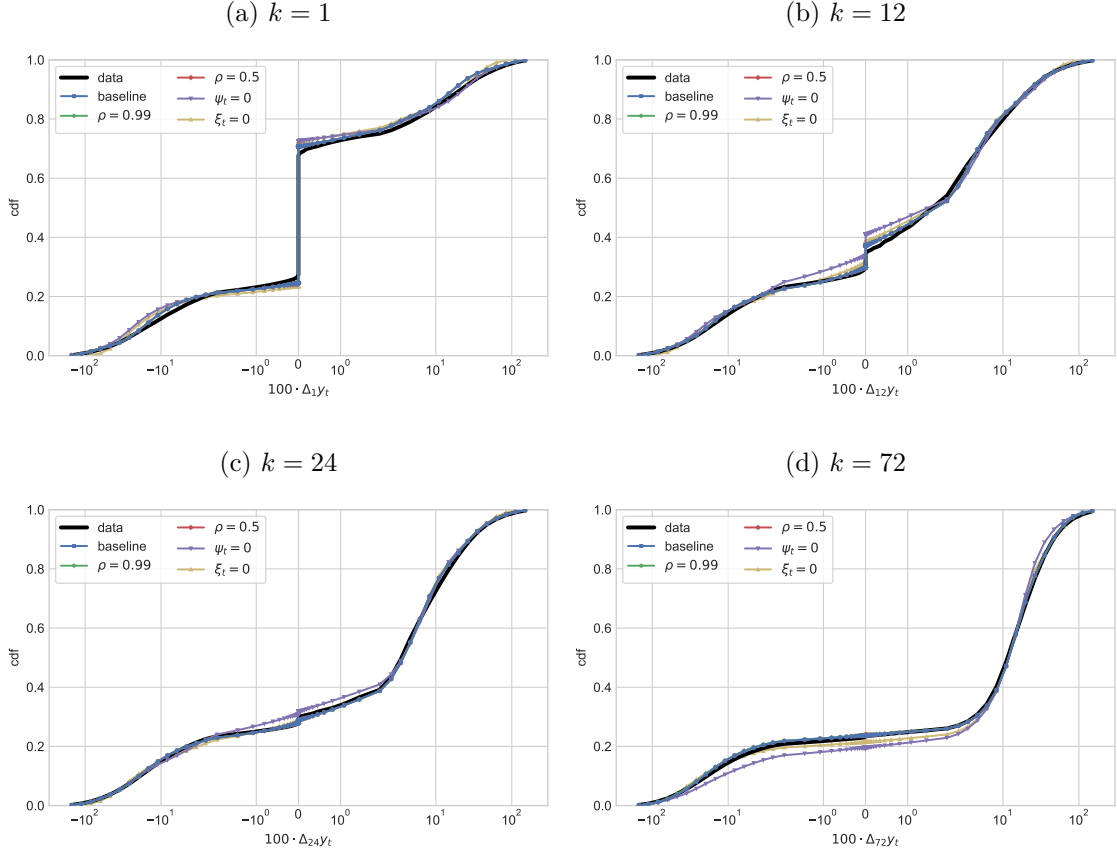 (a) k = 1
data
baseline
ρ = 0.99
ρ = 0.5
ψt = 0
ξt = 0
1.0
0.8
0.6
0.4
0.2
0.0
cdf
−10² −10¹ −10⁰ 0 10⁰ 10¹ 10²
100 · Δ₁yt
(b) k = 12
data
baseline
ρ = 0.99
ρ = 0.5
ψt = 0
ξt = 0
1.0
0.8
0.6
0.4
0.2
0.0
cdf
−10² −10¹ −10⁰ 0 10⁰ 10¹ 10²
100 · Δ₁₂yt
(c) k = 24
data
baseline
ρ = 0.99
ρ = 0.5
ψt = 0
ξt = 0
1.0
0.8
0.6
0.4
0.2
0.0
cdf
−10² −10¹ −10⁰ 0 10⁰ 10¹ 10²
100 · Δ₂₄yt
(d) k = 72
data
baseline
ρ = 0.99
ρ = 0.5
ψt = 0
ξt = 0
1.0
0.8
0.6
0.4
0.2
0.0
cdf
−10² −10¹ −10⁰ 0 10⁰ 10¹ 10²
100 · Δ₇₂yt